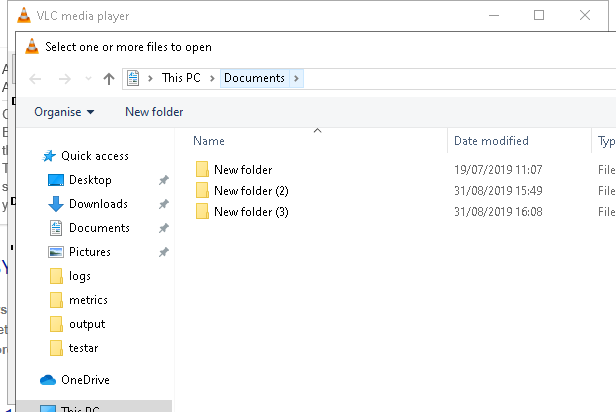 VLC media player
Select one or more files to open
This PC > Documents >
Organise New folder
Name Date modified Typ
New folder 19/07/2019 11:07 File
New folder (2) 31/08/2019 15:49 File
New folder (3) 31/08/2019 16:08 File
Quick access
Desktop
Downloads
Documents
Pictures
logs
metrics
output
testar
OneDrive
This PC